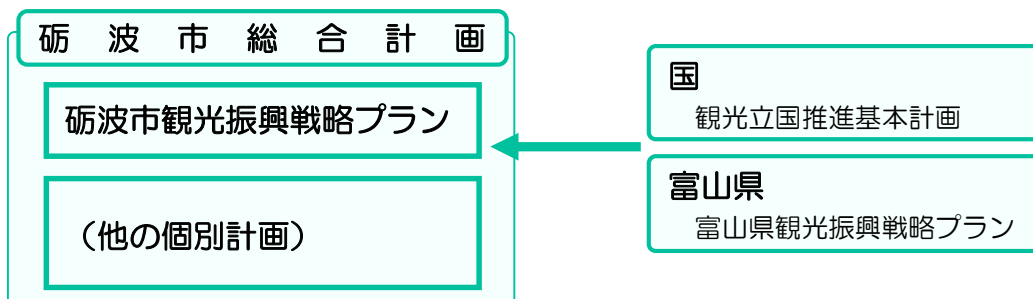 砺波市総合計画
砺波市観光振興戦略プラン
（他の個別計画）
国
観光立国推進基本計画
富山県
富山県観光振興戦略プラン